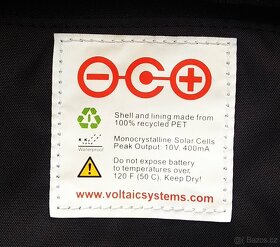 Shell and lining made from
100% recycled PET
Waterproof
Monocrystalline Solar Cells
Peak Output: 10V, 400mA
Do not expose battery
to temperatures over
120 F (50 C). Keep Dry!
www.voltaicsystems.com